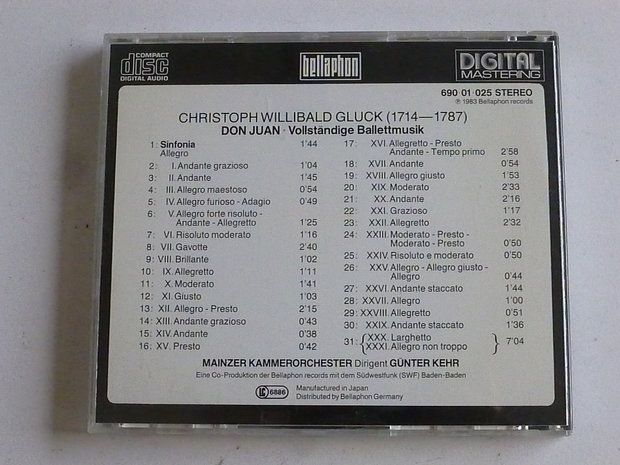 COMPACT
disc
DIGITAL AUDIO
bellaphon
DIGITAL
MASTERING
690·01·025 STEREO
℗ 1983 Bellaphon records
CHRISTOPH WILLIBALD GLUCK (1714—1787)
DON JUAN · Vollständige Ballettmusik
1: Sinfonia
Allegro 1'44
2: I. Andante grazioso 1'04
3: II. Andante 1'45
4: III. Allegro maestoso 0'54
5: IV. Allegro furioso - Adagio 0'49
6: V. Allegro forte risoluto -
Andante - Allegretto 1'25
7: VI. Risoluto moderato 1'16
8: VII. Gavotte 2'40
9: VIII. Brillante 1'02
10: IX. Allegretto 1'11
11: X. Moderato 1'41
12: XI. Giusto 1'03
13: XII. Allegro - Presto 2'15
14: XIII. Andante grazioso 0'43
15: XIV. Andante 0'38
16: XV. Presto 0'42
17: XVI. Allegretto - Presto
Andante - Tempo primo 2'58
18: XVII. Andante 0'54
19: XVIII. Allegro giusto 1'53
20: XIX. Moderato 2'33
21: XX. Andante 2'16
22: XXI. Grazioso 1'17
23: XXII. Allegretto 2'32
24: XXIII. Moderato - Presto -
Moderato - Presto 0'50
25: XXIV. Risoluto e moderato 0'50
26: XXV. Allegro - Allegro giusto -
Allegro 0'44
27: XXVI. Andante staccato 1'44
28: XXVII. Allegro 1'00
29: XXVIII. Allegretto 0'51
30: XXIX. Andante staccato 1'36
31: { XXX. Larghetto
XXXI. Allegro non troppo } 7'04
MAINZER KAMMERORCHESTER Dirigent GÜNTER KEHR
Eine Co-Produktion der Bellaphon records mit dem Südwestfunk (SWF) Baden-Baden
LC 6886
Manufactured in Japan
Distributed by Bellaphon Germany